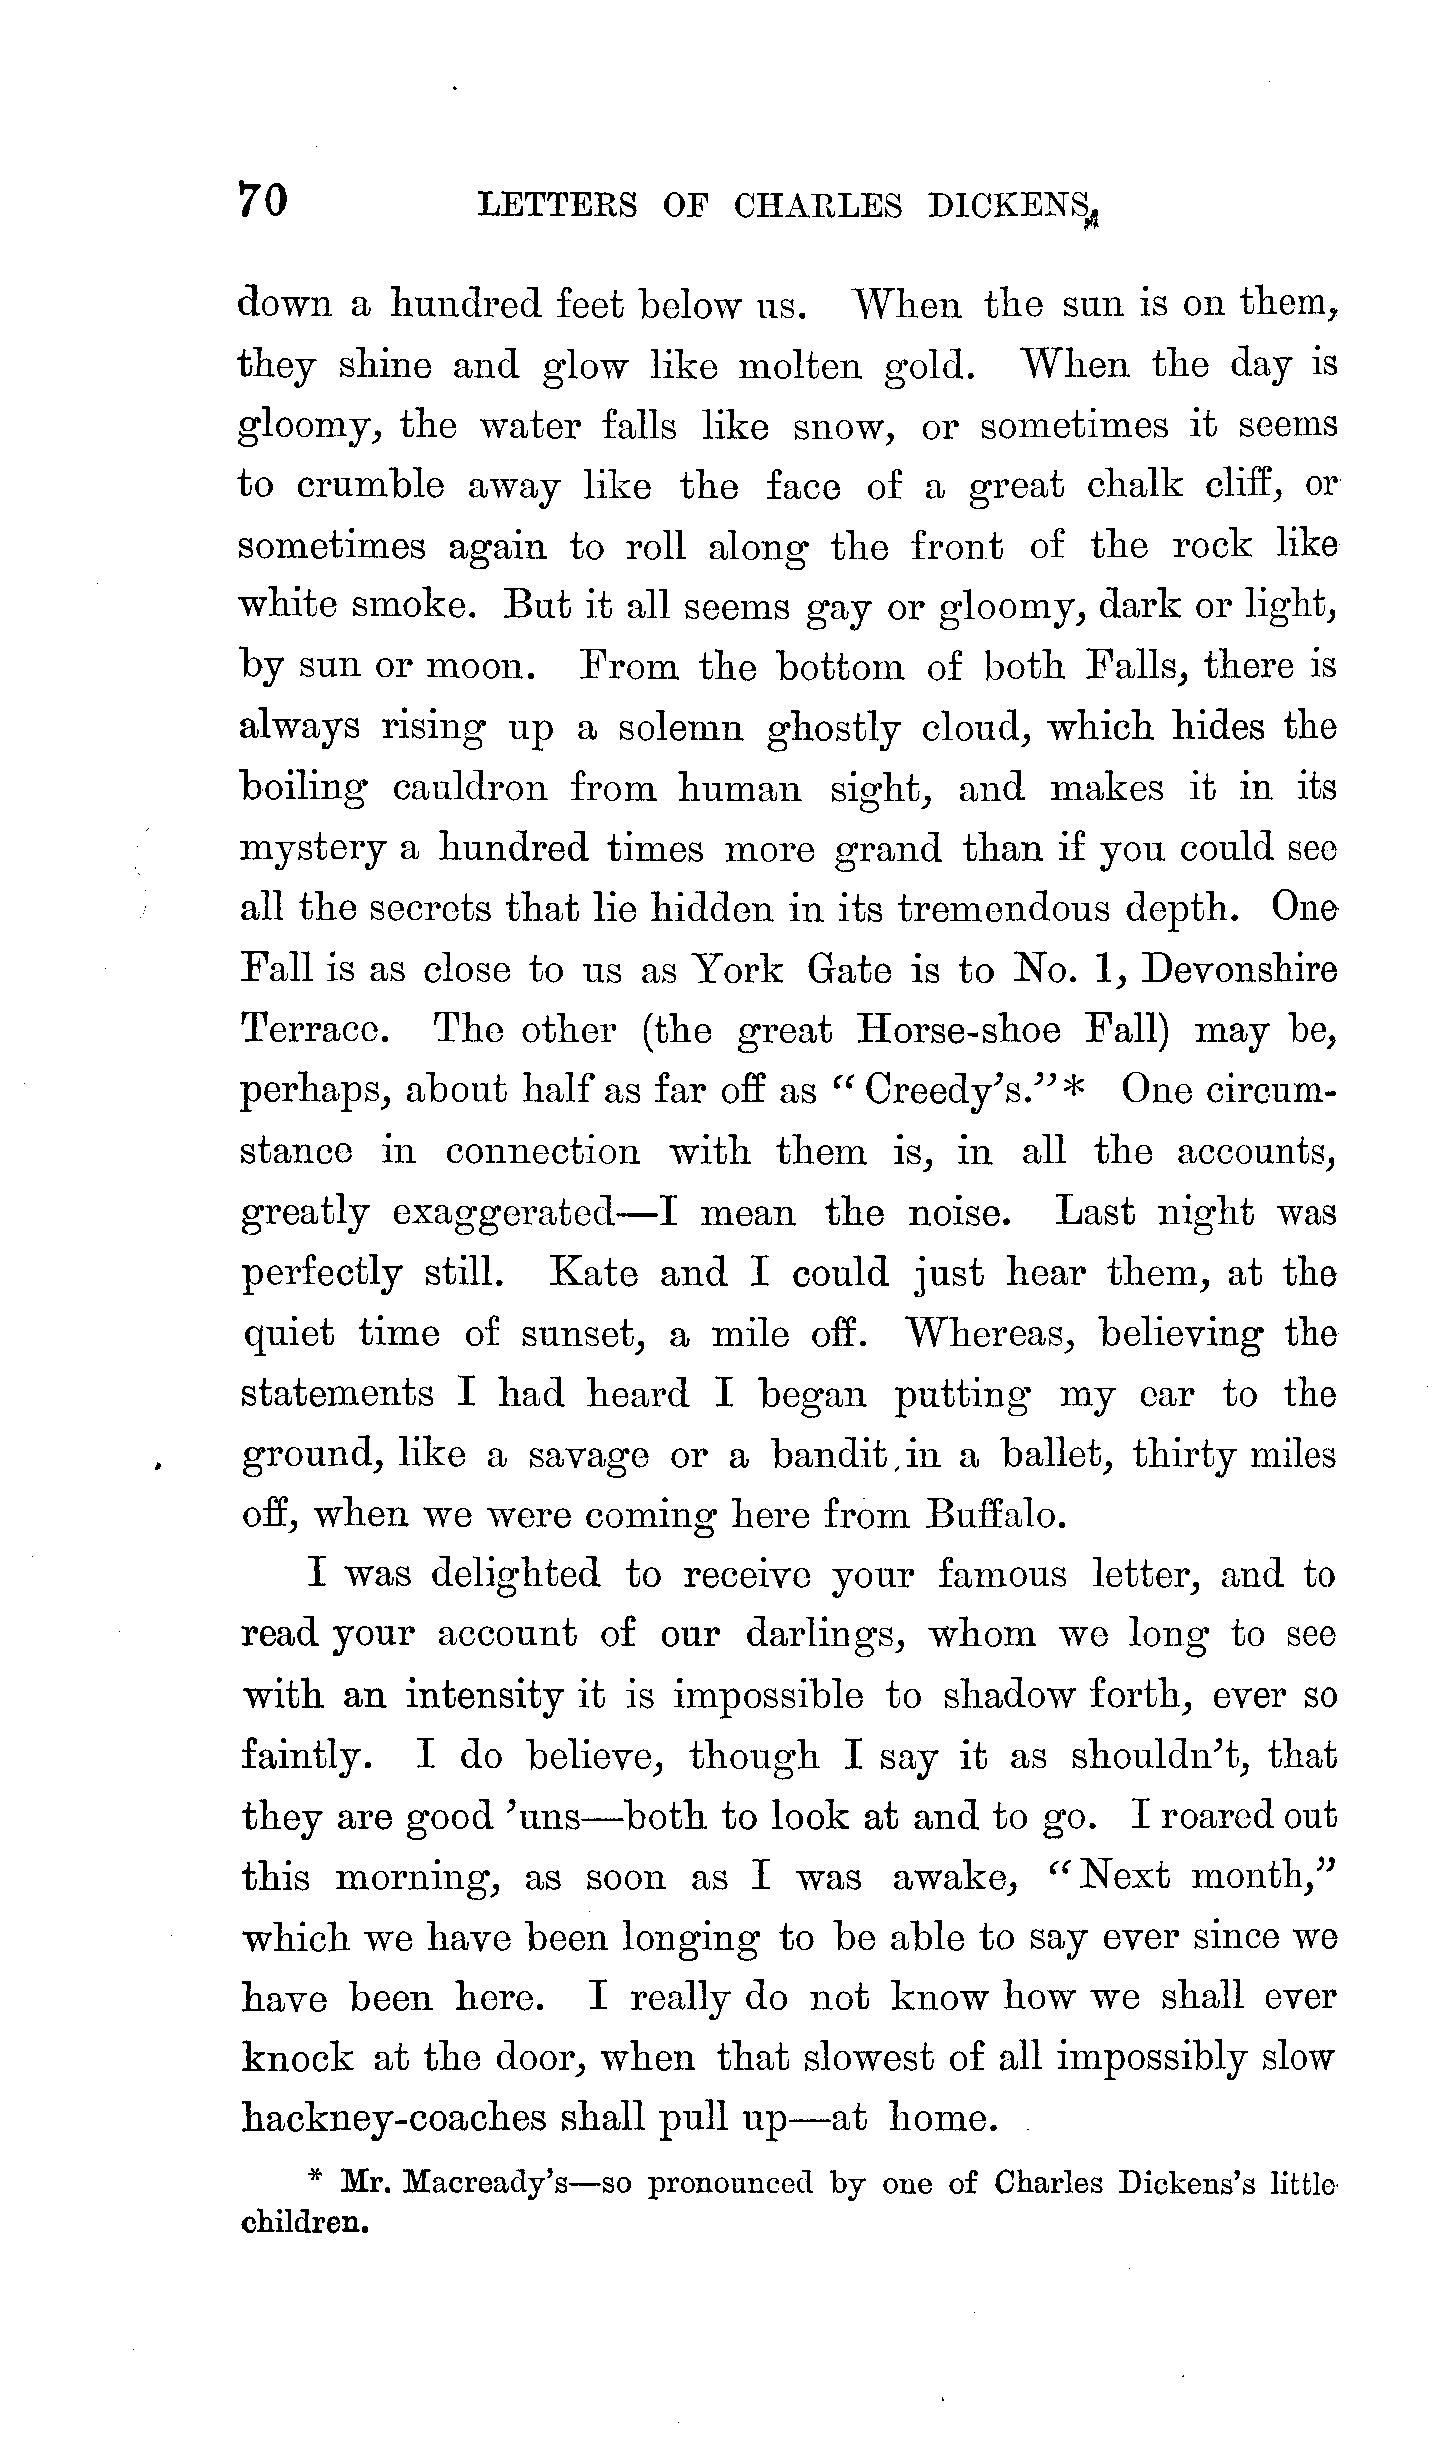 70 LETTERS OF CHARLES DICKENS.
down a hundred feet below us. When the sun is on them,
they shine and glow like molten gold. When the day is
gloomy, the water falls like snow, or sometimes it seems
to crumble away like the face of a great chalk cliff, or
sometimes again to roll along the front of the rock like
white smoke. But it all seems gay or gloomy, dark or light,
by sun or moon. From the bottom of both Falls, there is
always rising up a solemn ghostly cloud, which hides the
boiling cauldron from human sight, and makes it in its
mystery a hundred times more grand than if you could see
all the secrets that lie hidden in its tremendous depth. One
Fall is as close to us as York Gate is to No. 1, Devonshire
Terrace. The other (the great Horse-shoe Fall) may be,
perhaps, about half as far off as “Creedy’s.”* One circum-
stance in connection with them is, in all the accounts,
greatly exaggerated—I mean the noise. Last night was
perfectly still. Kate and I could just hear them, at the
quiet time of sunset, a mile off. Whereas, believing the
statements I had heard I began putting my ear to the
ground, like a savage or a bandit in a ballet, thirty miles
off, when we were coming here from Buffalo.
I was delighted to receive your famous letter, and to
read your account of our darlings, whom we long to see
with an intensity it is impossible to shadow forth, ever so
faintly. I do believe, though I say it as shouldn’t, that
they are good ’uns—both to look at and to go. I roared out
this morning, as soon as I was awake, “Next month,”
which we have been longing to be able to say ever since we
have been here. I really do not know how we shall ever
knock at the door, when that slowest of all impossibly slow
hackney-coaches shall pull up—at home.
* Mr. Macready’s—so pronounced by one of Charles Dickens’s little
children.